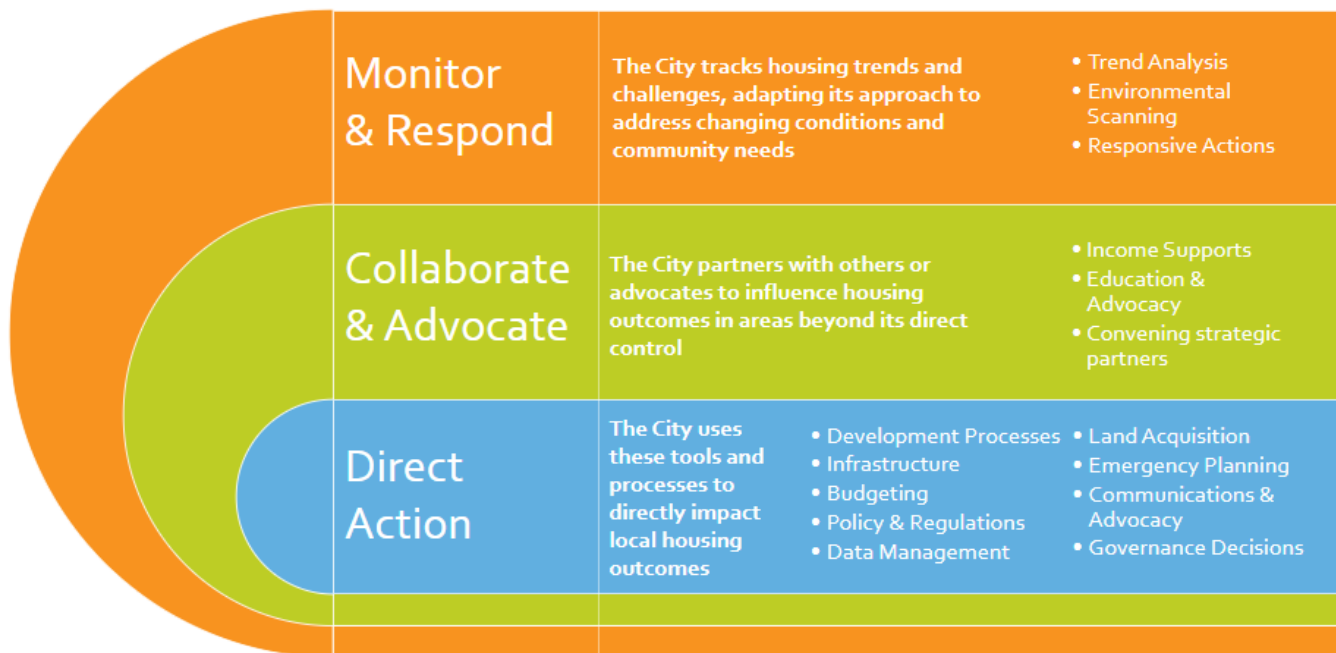 Monitor
& Respond
The City tracks housing trends and
challenges, adapting its approach to
address changing conditions and
community needs
• Trend Analysis
• Environmental
Scanning
• Responsive Actions
Collaborate
& Advocate
The City partners with others or
advocates to influence housing
outcomes in areas beyond its direct
control
• Income Supports
• Education &
Advocacy
• Convening strategic
partners
Direct
Action
The City uses
these tools and
processes to
directly impact
local housing
outcomes
• Development Processes
• Infrastructure
• Budgeting
• Policy & Regulations
• Data Management
• Land Acquisition
• Emergency Planning
• Communications &
Advocacy
• Governance Decisions